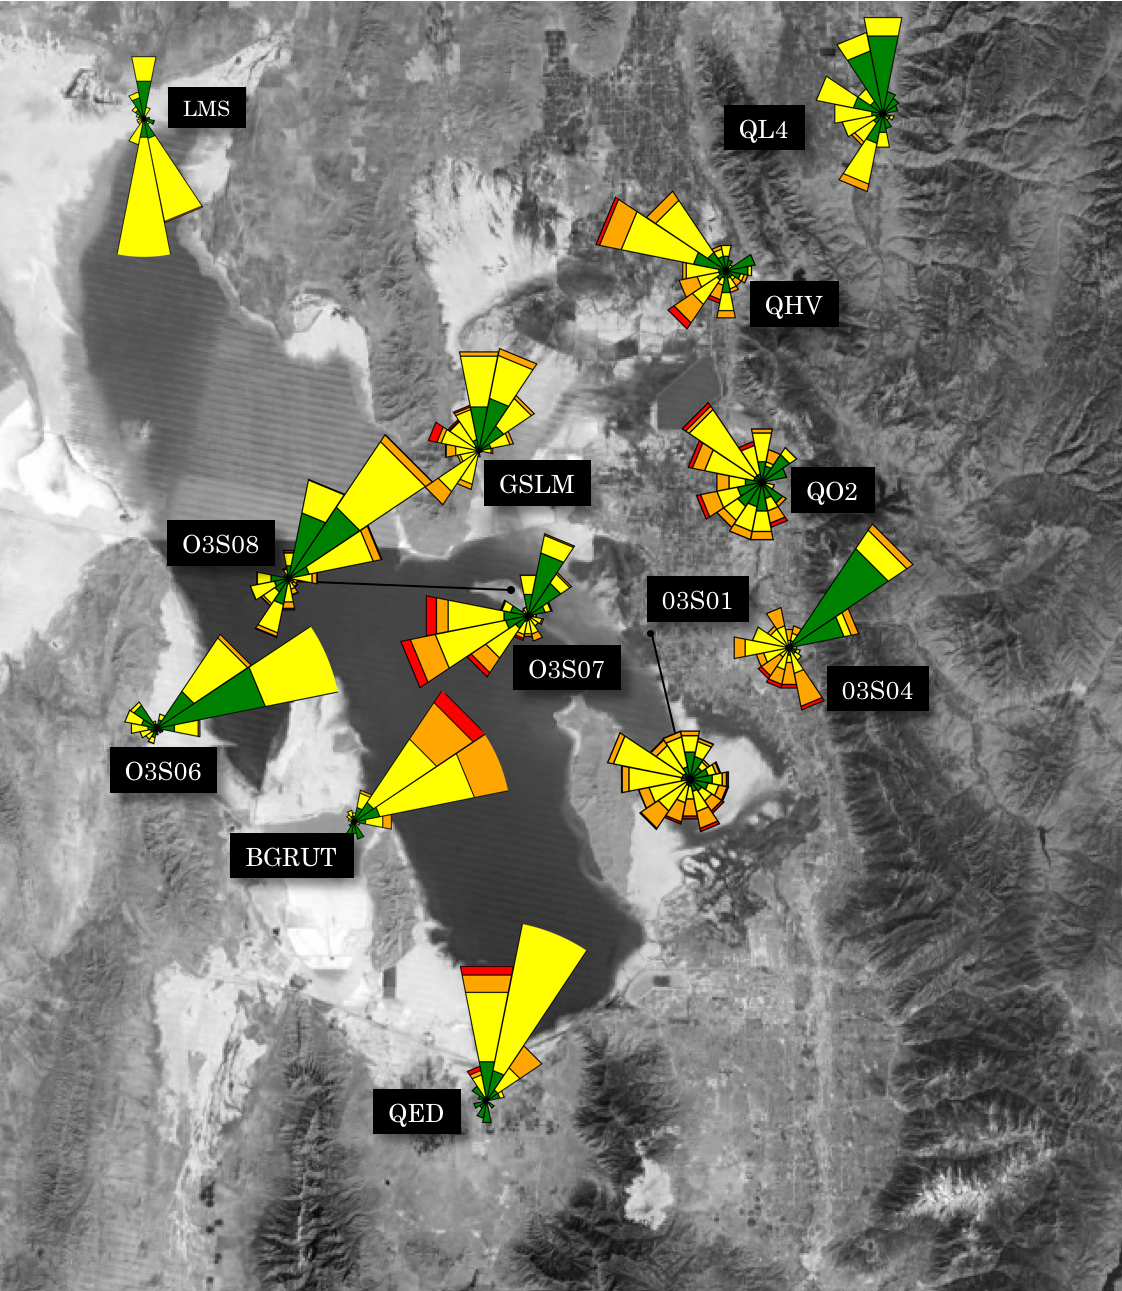 LMS
QL4
QHV
GSLM
QO2
O3S08
03S01
O3S07
03S04
O3S06
BGRUT
QED